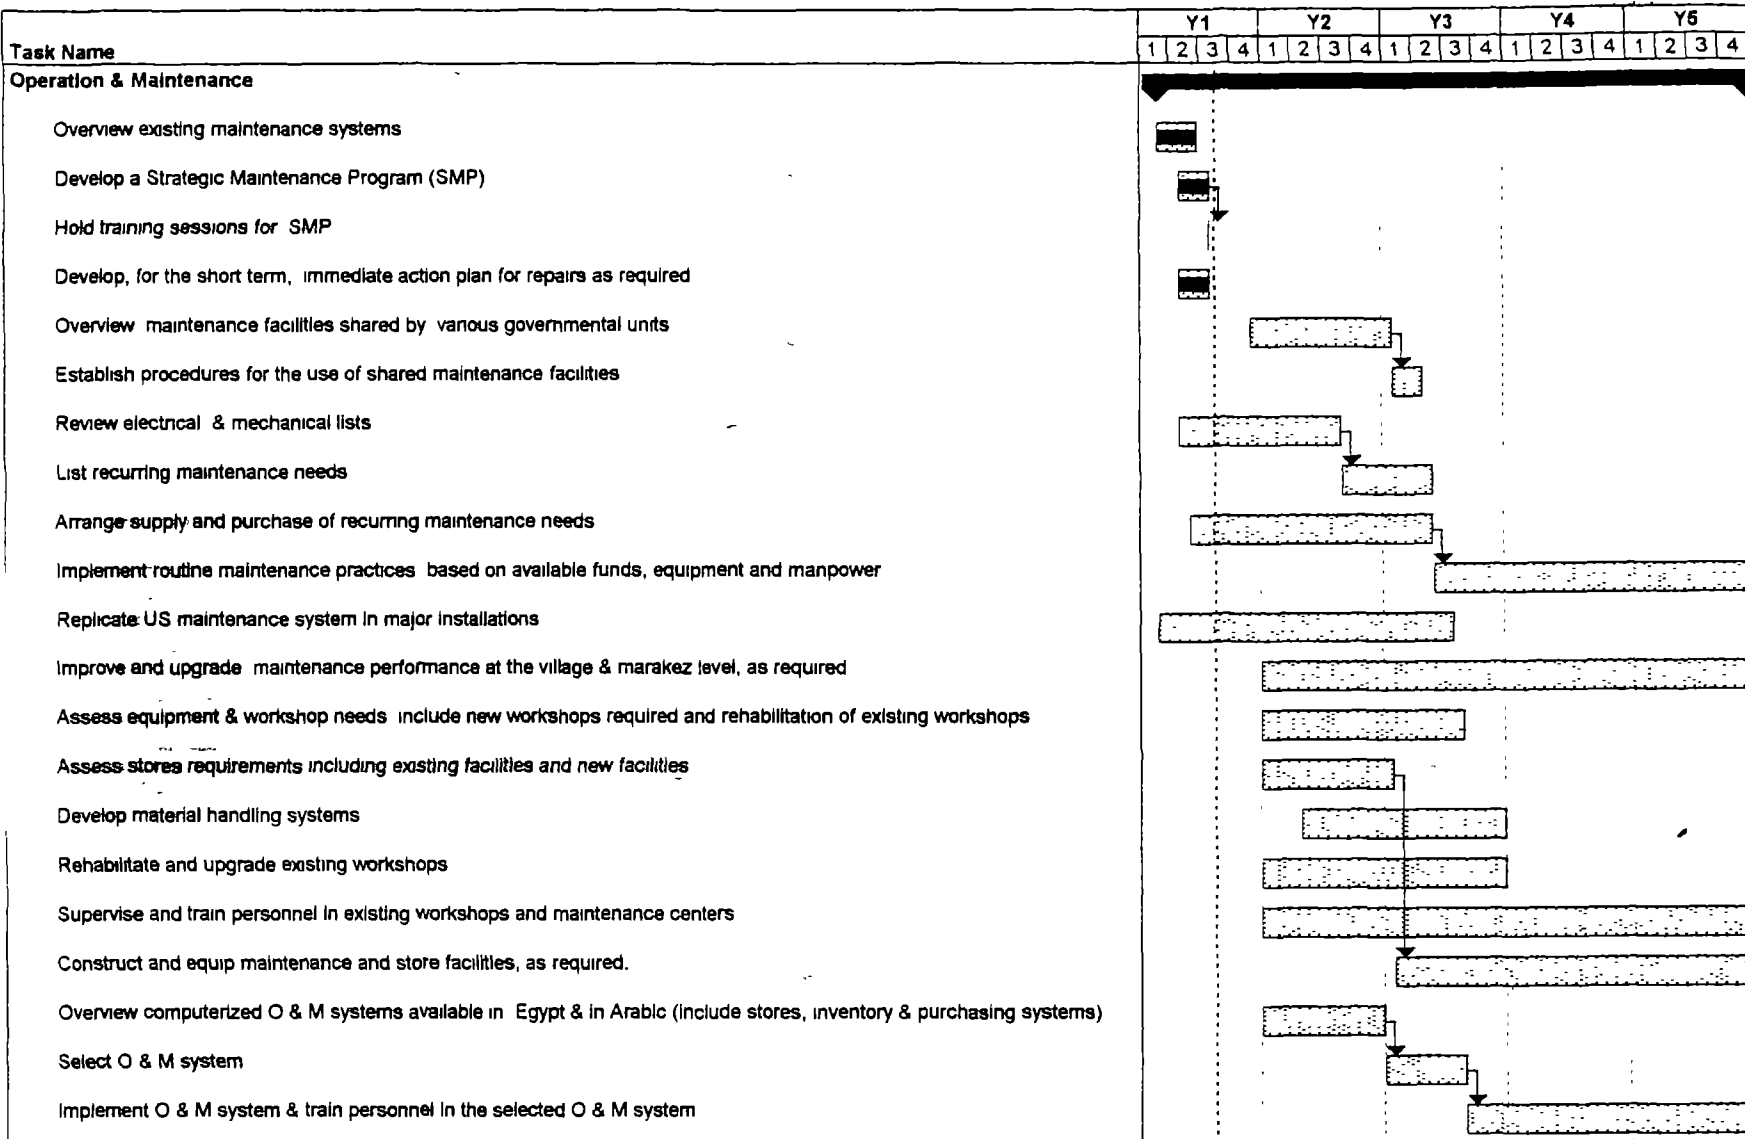 Y1 Y2 Y3 Y4 Y5
Task Name 1 2 3 4 1 2 3 4 1 2 3 4 1 2 3 4 1 2 3 4
Operation & Maintenance
Overview existing maintenance systems
Develop a Strategic Maintenance Program (SMP)
Hold training sessions for SMP
Develop, for the short term, immediate action plan for repairs as required
Overview maintenance facilities shared by various governmental units
Establish procedures for the use of shared maintenance facilities
Review electrical & mechanical lists
List recurring maintenance needs
Arrange supply and purchase of recurring maintenance needs
Implement routine maintenance practices based on available funds, equipment and manpower
Replicate US maintenance system in major installations
Improve and upgrade maintenance performance at the village & marakez level, as required
Assess equipment & workshop needs include new workshops required and rehabilitation of existing workshops
Assess stores requirements including existing facilities and new facilities
Develop material handling systems
Rehabilitate and upgrade existing workshops
Supervise and train personnel in existing workshops and maintenance centers
Construct and equip maintenance and store facilities, as required.
Overview computerized O & M systems available in Egypt & in Arabic (include stores, inventory & purchasing systems)
Select O & M system
Implement O & M system & train personnel in the selected O & M system